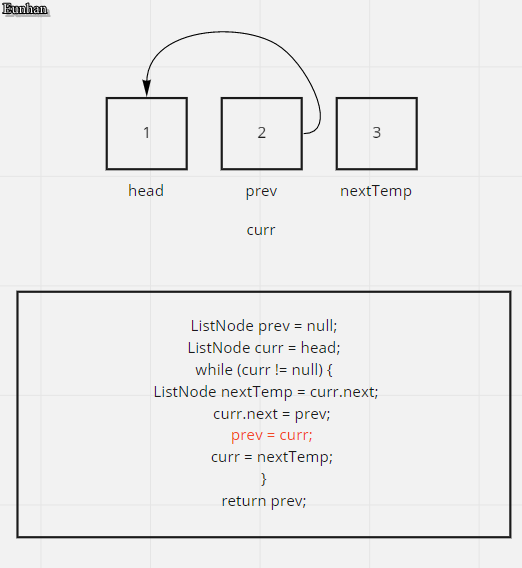 Eunhan
1 2 3
head prev nextTemp
curr
ListNode prev = null;
ListNode curr = head;
while (curr != null) {
ListNode nextTemp = curr.next;
curr.next = prev;
prev = curr;
curr = nextTemp;
}
return prev;